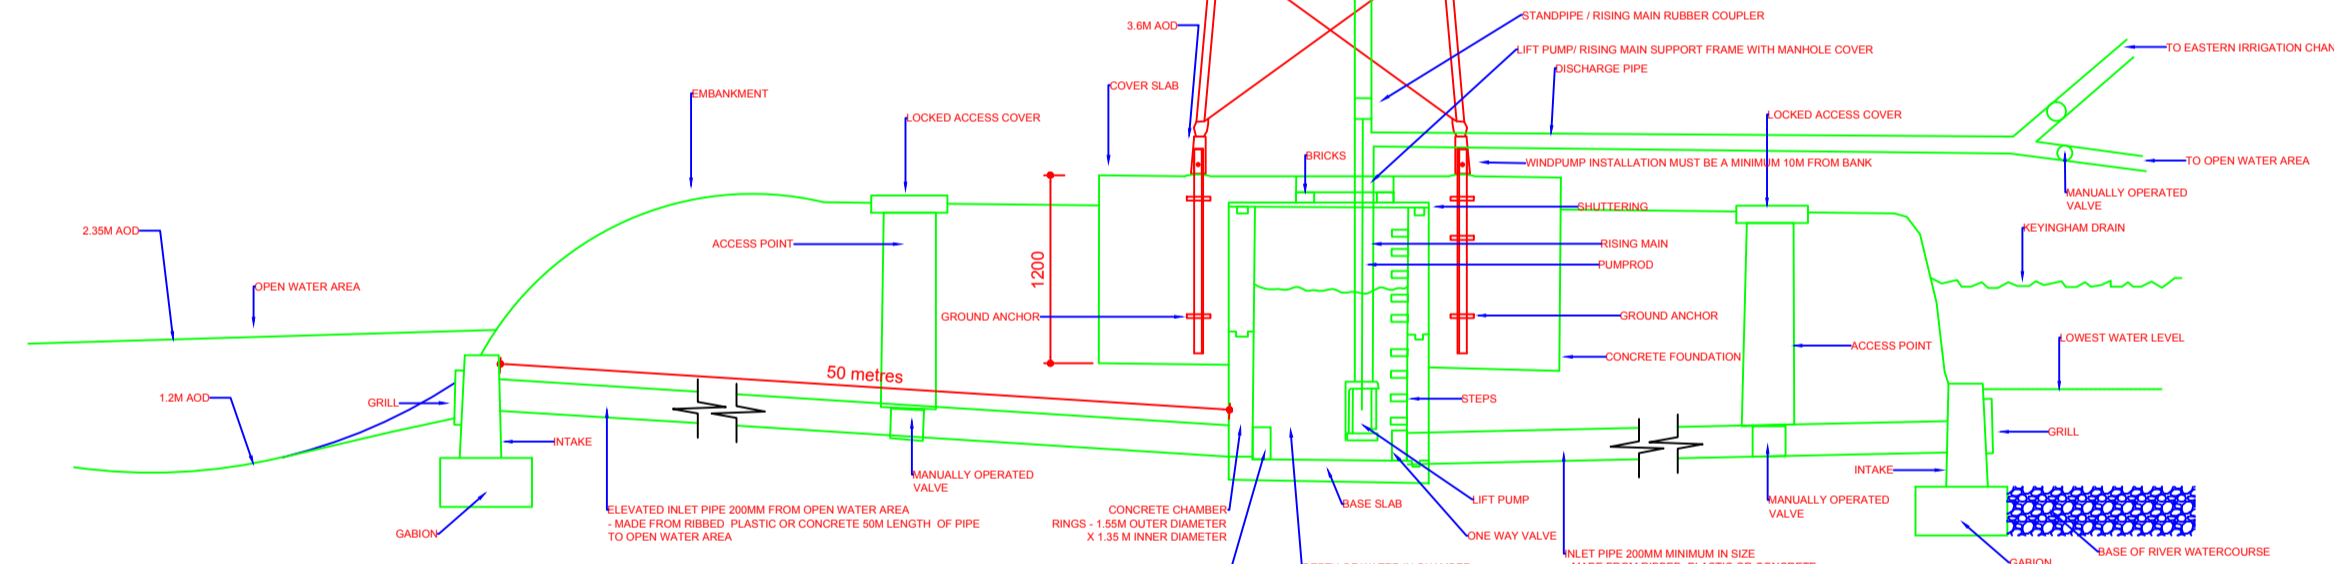 STANDPIPE / RISING MAIN RUBBER COUPLER
3.6M AOD
LIFT PUMP/ RISING MAIN SUPPORT FRAME WITH MANHOLE COVER
TO EASTERN IRRIGATION CHAN
DISCHARGE PIPE
COVER SLAB
EMBANKMENT
LOCKED ACCESS COVER
LOCKED ACCESS COVER
BRICKS
WINDPUMP INSTALLATION MUST BE A MINIMUM 10M FROM BANK
TO OPEN WATER AREA
MANUALLY OPERATED
VALVE
SHUTTERING
2.35M AOD
KEYINGHAM DRAIN
ACCESS POINT
RISING MAIN
PUMPROD
1200
OPEN WATER AREA
GROUND ANCHOR
GROUND ANCHOR
LOWEST WATER LEVEL
ACCESS POINT
CONCRETE FOUNDATION
50 metres
1.2M AOD
GRILL
STEPS
INTAKE
GRILL
INTAKE
MANUALLY OPERATED
VALVE
LIFT PUMP
BASE SLAB
MANUALLY OPERATED
VALVE
ELEVATED INLET PIPE 200MM FROM OPEN WATER AREA
- MADE FROM RIBBED PLASTIC OR CONCRETE 50M LENGTH OF PIPE
TO OPEN WATER AREA
CONCRETE CHAMBER
RINGS - 1.55M OUTER DIAMETER
X 1.35 M INNER DIAMETER
GABION
ONE WAY VALVE
INLET PIPE 200MM MINIMUM IN SIZE
BASE OF RIVER WATERCOURSE
GABION